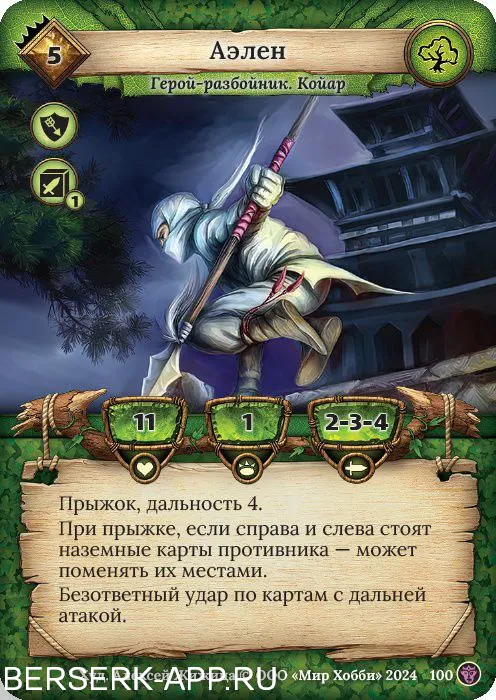 5
Аэлен
Герой-разбойник. Койар
1
11
1
2-3-4
Прыжок, дальность 4.
При прыжке, если справа и слева стоят
наземные карты противника — может
поменять их местами.
Безответный удар по картам с дальней
атакой.
© ООО «Мир Хобби» 2024 100
BERSERK-APP.RU